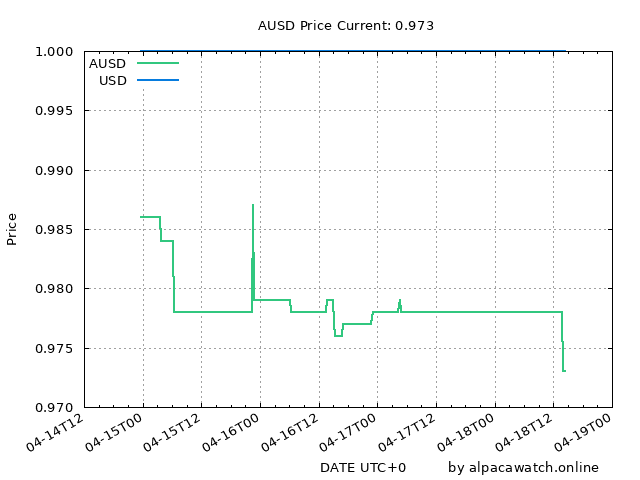 AUSD Price Current: 0.973
1.000
AUSD
USD
0.995
0.990
0.985
Price
0.980
0.975
0.970
04-14T12 04-15T00 04-15T12 04-16T00 04-16T12 04-17T00 04-17T12 04-18T00 04-18T12 04-19T00
DATE UTC+0 by alpacawatch.online